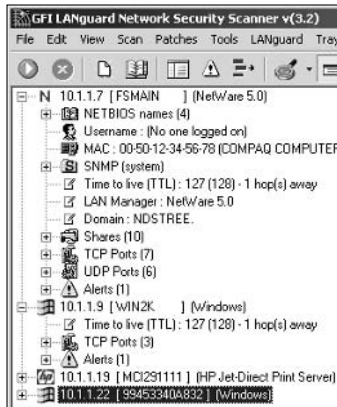 GFI LANguard Network Security Scanner v(3.2)
File Edit View Scan Patches Tools LANguard Tray
N 10.1.1.7 [ FSMAIN ] (NetWare 5.0)
NETBIOS names (4)
Username : (No one logged on)
MAC : 00-50-12-34-56-78 (COMPAQ COMPUTER
SNMP (system)
Time to live (TTL) : 127 (128) - 1 hop(s) away
LAN Manager : NetWare 5.0
Domain : NDSTREE.
Shares (10)
TCP Ports (7)
UDP Ports (6)
Alerts (1)
10.1.1.9 [ WIN2K ] (Windows)
Time to live (TTL) : 127 (128) - 1 hop(s) away
TCP Ports (3)
Alerts (1)
hp 10.1.1.19 [ MCI291111 ] (HP Jet-Direct Print Server)
10.1.1.22 [ 99453340A832 ] (Windows)